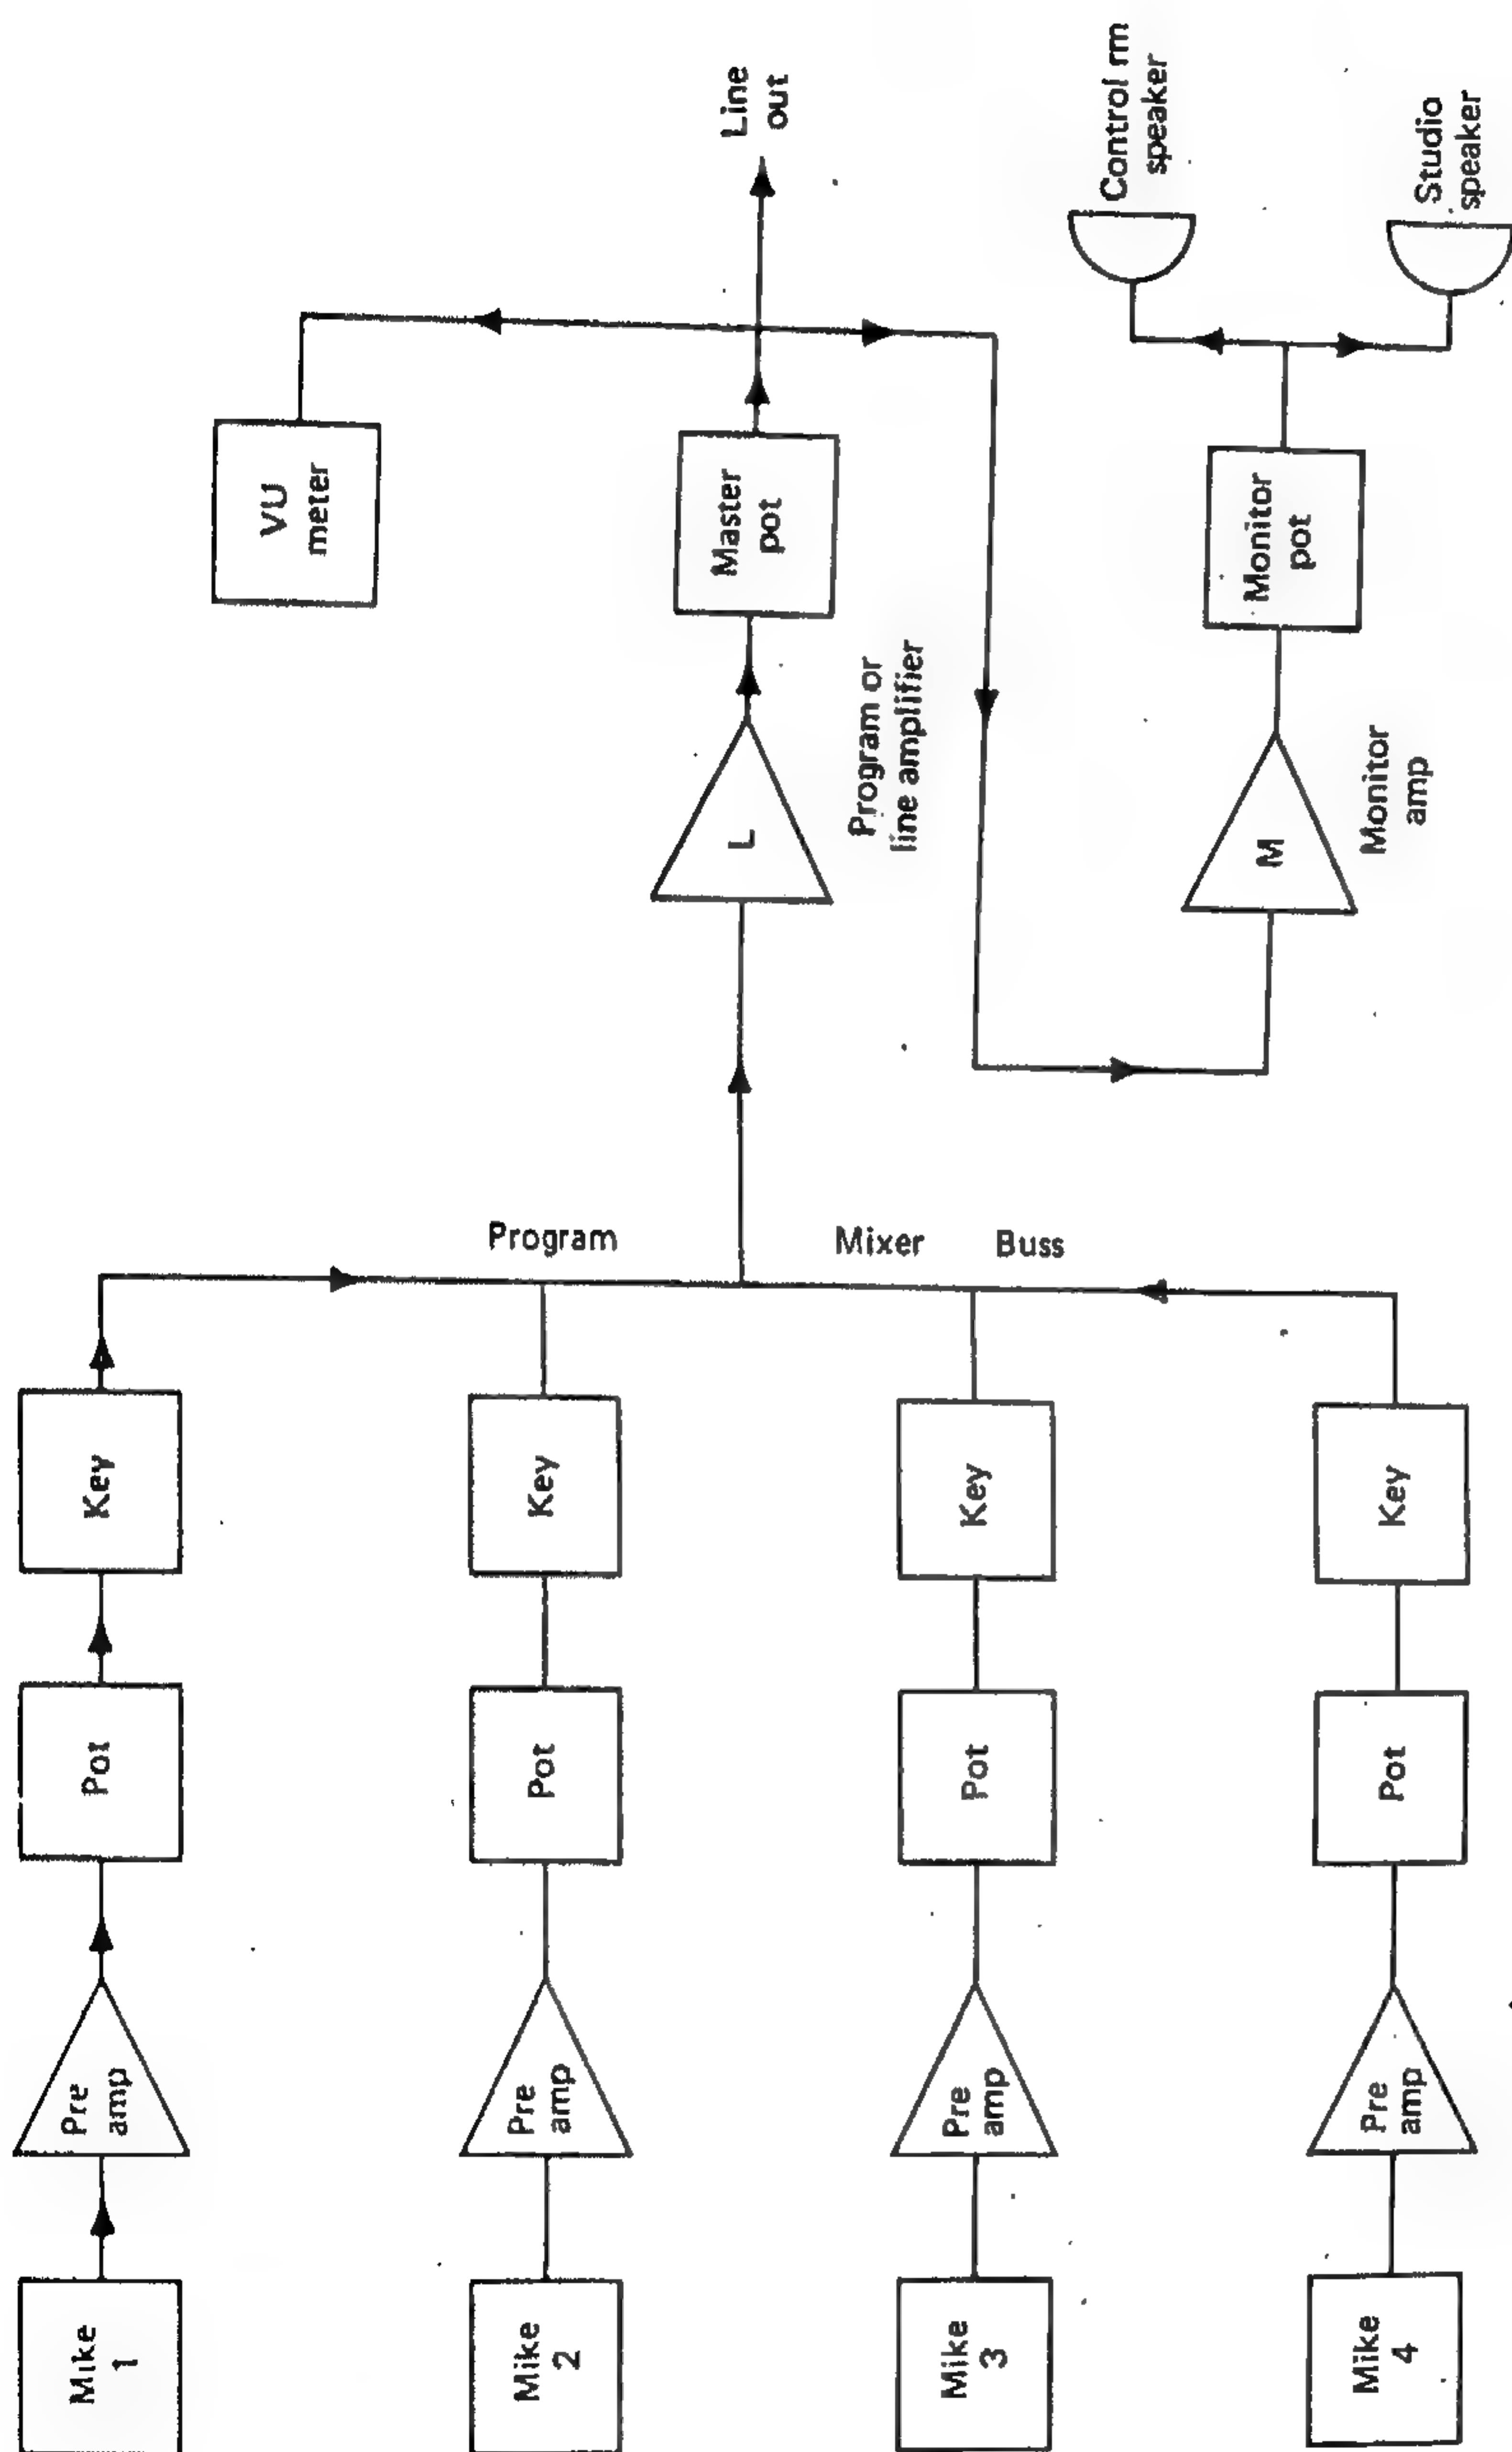 Mike
1
Pre
amp
Pot
Key
Mike
2
Pre
amp
Pot
Key
Mike
3
Pre
amp
Pot
Key
Mike
4
Pre
amp
Pot
Key
Program Mixer Buss
L
Program or
line amplifier
Master
pot
VU
meter
Line
out
M
Monitor
amp
Monitor
pot
Control rm
speaker
Studio
speaker